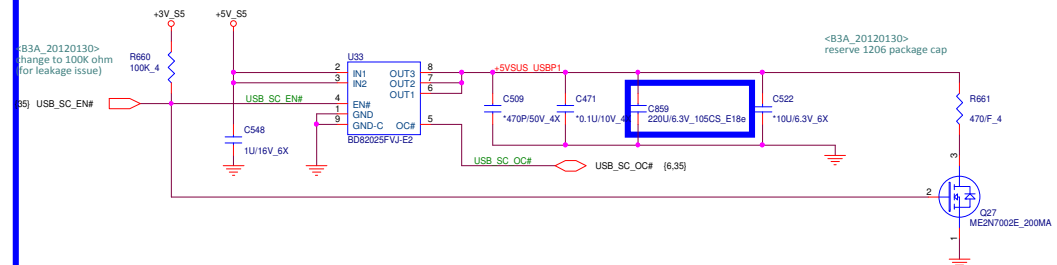 +3V_S5
+5V_S5
<B3A_20120130>
change to 100K ohm
(for leakage issue)
R660
100K_4
35} USB_SC_EN#
USB_SC_EN#
C548
1U/16V_6X
U33
2 IN1 OUT3 8
3 IN2 OUT2 7
OUT1 6
4 EN#
1 GND
9 GND-C OC# 5
BD82025FVJ-E2
+5VSUS_USBP1
C509
*470P/50V_4X
C471
*0.1U/10V_4
C859
220U/6.3V_105CS_E18e
C522
*10U/6.3V_6X
<B3A_20120130>
reserve 1206 package cap
R661
470/F_4
USB_SC_OC#
USB_SC_OC# {6,35}
3
2
1
Q27
ME2N7002E_200MA